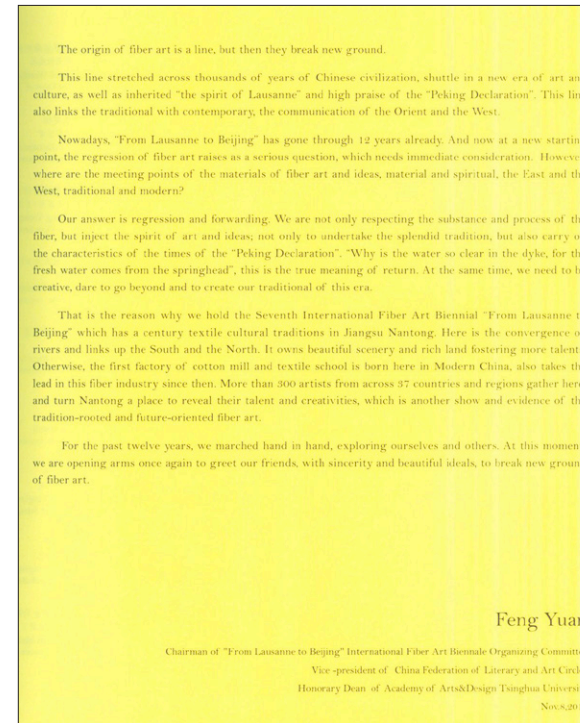 The origin of fiber art is a line, but then they break new ground.
This line stretched across thousands of years of Chinese civilization, shuttle in a new era of art an
culture, as well as inherited "the spirit of Lausanne" and high praise of the "Peking Declaration". This lin
also links the traditional with contemporary, the communication of the Orient and the West.
Nowadays, "From Lausanne to Beijing" has gone through 12 years already. And now at a new startin
point, the regression of fiber art raises as a serious question, which needs immediate consideration. Howeve
where are the meeting points of the materials of fiber art and ideas, material and spiritual, the East and th
West, traditional and modern?
Our answer is regression and forwarding. We are not only respecting the substance and process of th
fiber, but inject the spirit of art and ideas; not only to undertake the splendid tradition, but also carry o
the characteristics of the times of the "Peking Declaration". "Why is the water so clear in the dyke, for th
fresh water comes from the springhead", this is the true meaning of return. At the same time, we need to b
creative, dare to go beyond and to create our traditional of this era.
That is the reason why we hold the Seventh International Fiber Art Biennial "From Lausanne t
Beijing" which has a century textile cultural traditions in Jiangsu Nantong. Here is the convergence o
rivers and links up the South and the North. It owns beautiful scenery and rich land fostering more talent
Otherwise, the first factory of cotton mill and textile school is born here in Modern China, also takes th
lead in this fiber industry since then. More than 300 artists from across 37 countries and regions gather her
and turn Nantong a place to reveal their talent and creativities, which is another show and evidence of th
tradition-rooted and future-oriented fiber art.
For the past twelve years, we marched hand in hand, exploring ourselves and others. At this momen
we are opening arms once again to greet our friends, with sincerity and beautiful ideals, to break new groun
of fiber art.
Feng Yuan
Chairman of "From Lausanne to Beijing" International Fiber Art Biennale Organizing Committe
Vice -president of China Federation of Literary and Art Circl
Honorary Dean of Academy of Arts&Design Tsinghua Universi
Nov.8,20